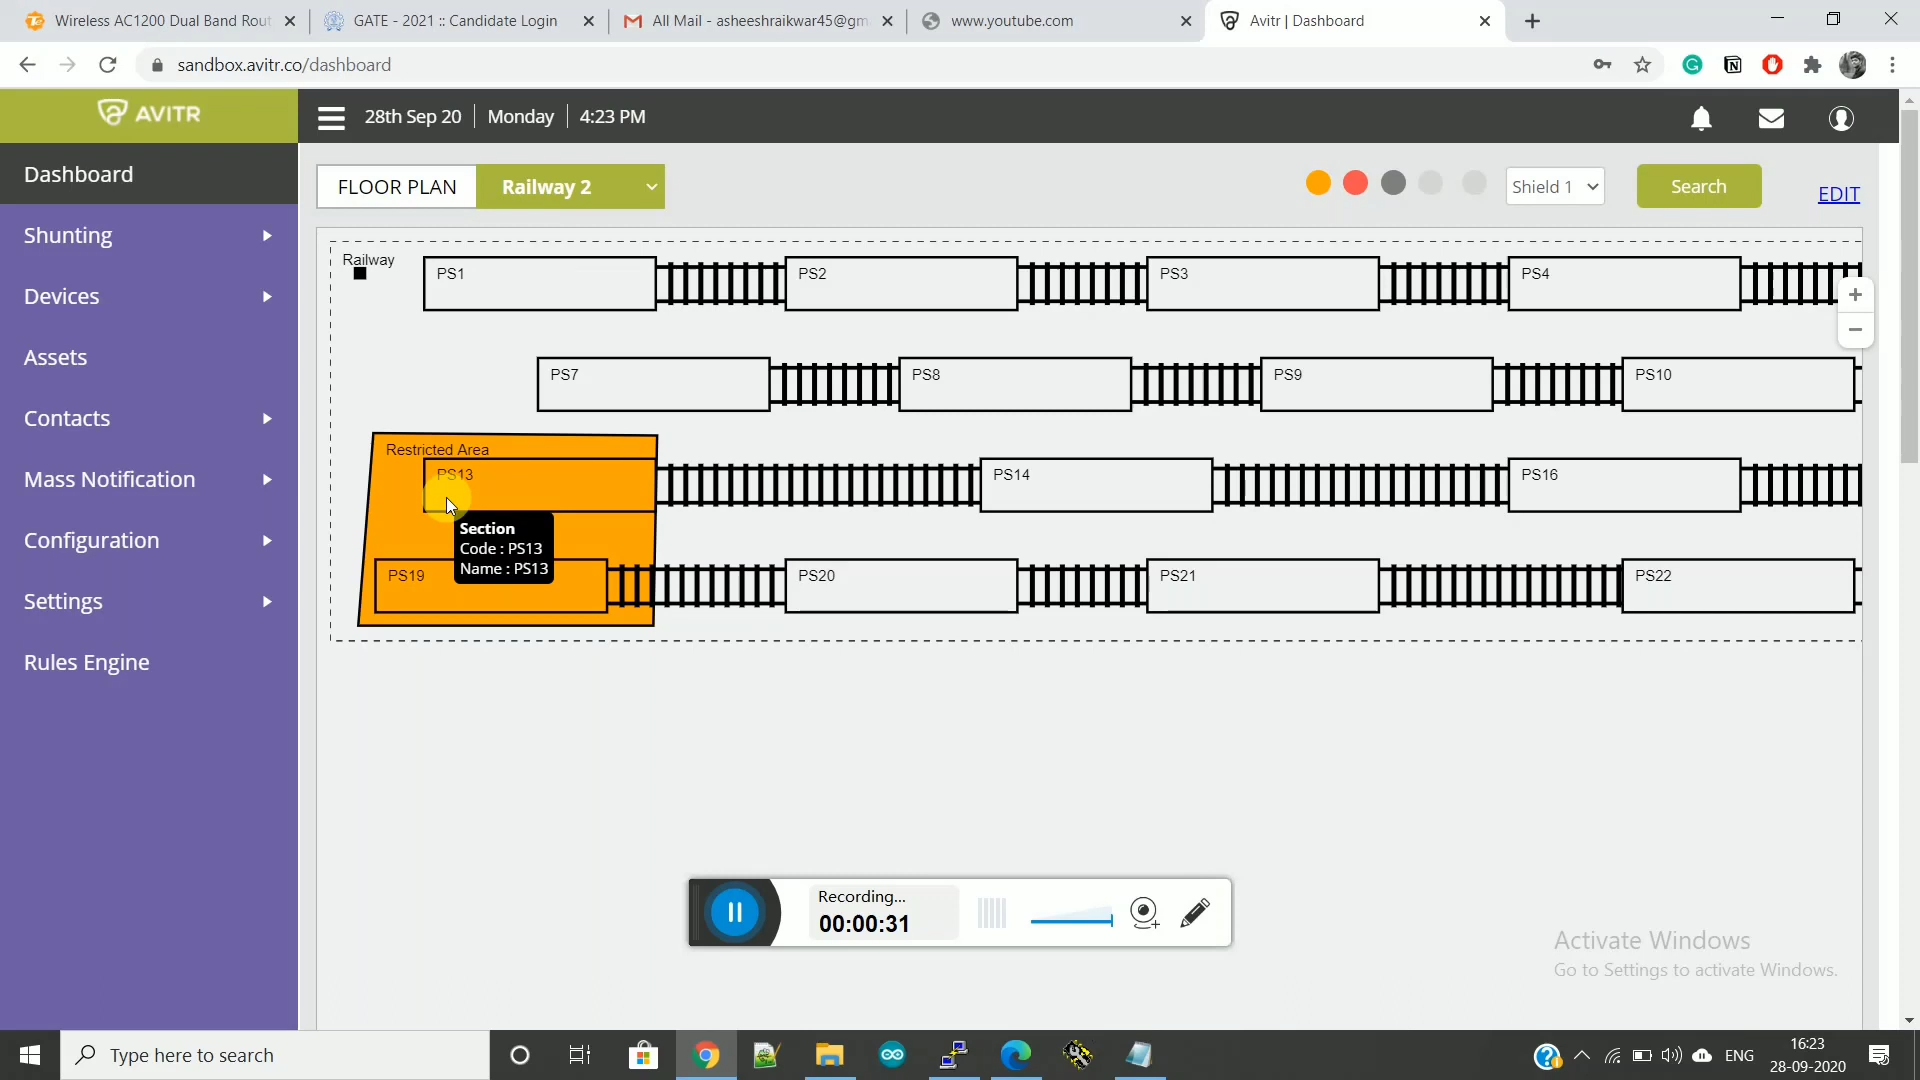 Wireless AC1200 Dual Band Rout
GATE - 2021 :: Candidate Login
All Mail - asheeshraikwar45@gm
www.youtube.com
Avitr | Dashboard
sandbox.avitr.co/dashboard
AVITR
28th Sep 20 Monday 4:23 PM
Dashboard
Shunting
Devices
Assets
Contacts
Mass Notification
Configuration
Settings
Rules Engine
FLOOR PLAN Railway 2
Shield 1
Search
EDIT
Railway
PS1 PS2 PS3 PS4
PS7 PS8 PS9 PS10
Restricted Area
PS13 PS14 PS16
Section
Code : PS13
Name : PS13
PS19 PS20 PS21 PS22
Recording...
00:00:31
Activate Windows
Go to Settings to activate Windows.
Type here to search
ENG
16:23
28-09-2020